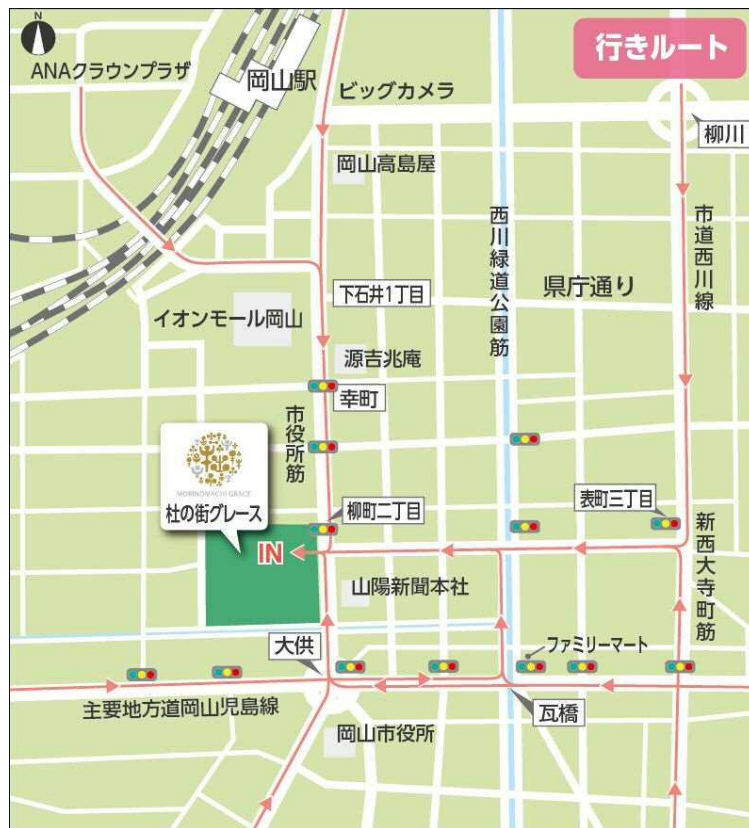 N
行きルート
ANAクラウンプラザ
岡山駅
ビッグカメラ
柳川
岡山高島屋
西川緑道公園筋
市道西川線
県庁通り
下石井1丁目
イオンモール岡山
源吉兆庵
幸町
市役所筋
MORINOMACHI GRACE
杜の街グレース
柳町二丁目
表町三丁目
新西大寺町筋
IN
山陽新聞本社
大供
ファミリーマート
主要地方道岡山児島線
瓦橋
岡山市役所